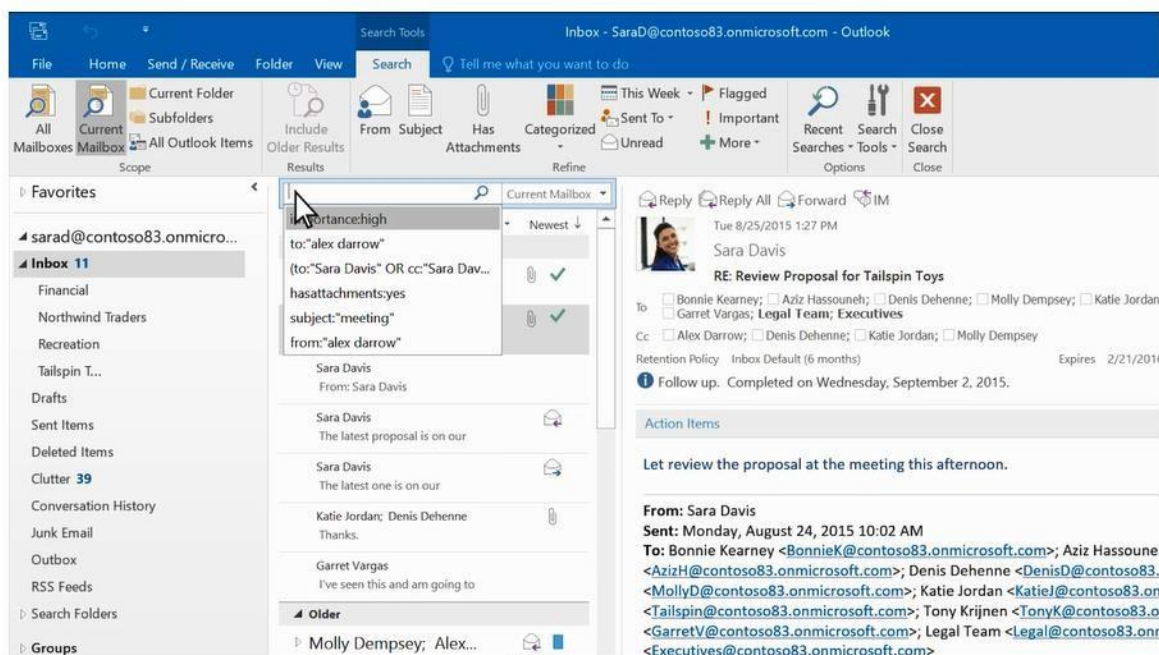 Search Tools
Inbox - SaraD@contoso83.onmicrosoft.com - Outlook
File Home Send / Receive Folder View Search Tell me what you want to do
All Mailboxes
Current Mailbox
Current Folder
Subfolders
All Outlook Items
Scope
Include Older Results
Results
From
Subject
Has Attachments
Categorized
This Week
Sent To
Unread
Flagged
Important
More
Refine
Recent Searches
Search Tools
Options
Close Search
Close
Favorites
sarad@contoso83.onmicro...
Inbox 11
Financial
Northwind Traders
Recreation
Tailspin T...
Drafts
Sent Items
Deleted Items
Clutter 39
Conversation History
Junk Email
Outbox
RSS Feeds
Search Folders
Groups
Current Mailbox
Newest
importance:high
to:"alex darrow"
(to:"Sara Davis" OR cc:"Sara Dav...
hasattachments:yes
subject:"meeting"
from:"alex darrow"
Sara Davis
From: Sara Davis
Sara Davis
The latest proposal is on our
Sara Davis
The latest one is on our
Katie Jordan; Denis Dehenne
Thanks.
Garret Vargas
I've seen this and am going to
Older
Molly Dempsey; Alex...
Reply Reply All Forward IM
Tue 8/25/2015 1:27 PM
Sara Davis
RE: Review Proposal for Tailspin Toys
To Bonnie Kearney; Aziz Hassouneh; Denis Dehenne; Molly Dempsey; Katie Jordan
Garret Vargas; Legal Team; Executives
Cc Alex Darrow; Denis Dehenne; Katie Jordan; Molly Dempsey
Retention Policy Inbox Default (6 months) Expires 2/21/2016
Follow up. Completed on Wednesday, September 2, 2015.
Action Items
Let review the proposal at the meeting this afternoon.
From: Sara Davis
Sent: Monday, August 24, 2015 10:02 AM
To: Bonnie Kearney <BonnieK@contoso83.onmicrosoft.com>; Aziz Hassoune
<AzizH@contoso83.onmicrosoft.com>; Denis Dehenne <DenisD@contoso83.
<MollyD@contoso83.onmicrosoft.com>; Katie Jordan <KatieJ@contoso83.on
<Tailspin@contoso83.onmicrosoft.com>; Tony Krijnen <TonyK@contoso83.o
<GarretV@contoso83.onmicrosoft.com>; Legal Team <Legal@contoso83.onm
<Executives@contoso83.onmicrosoft.com>